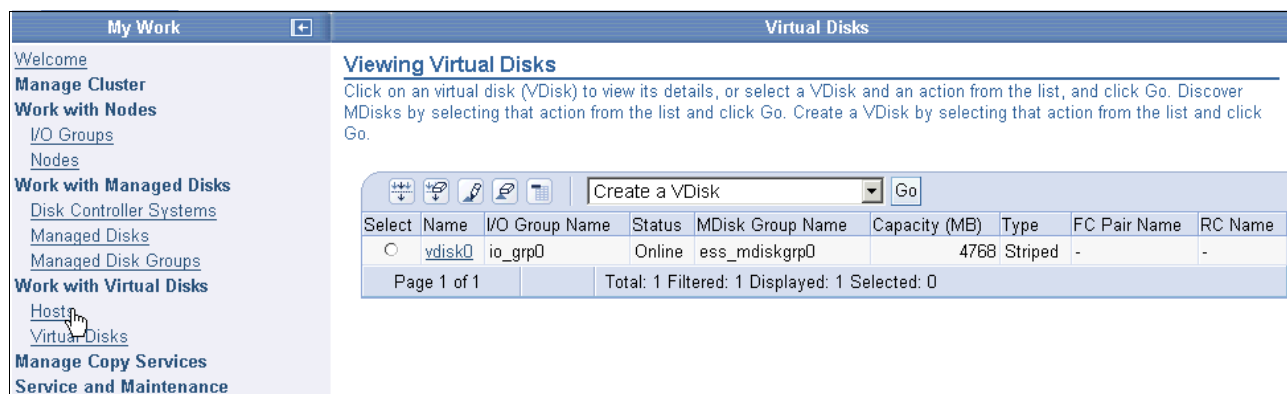 My Work
Welcome
Manage Cluster
Work with Nodes
I/O Groups
Nodes
Work with Managed Disks
Disk Controller Systems
Managed Disks
Managed Disk Groups
Work with Virtual Disks
Hosts
Virtual Disks
Manage Copy Services
Service and Maintenance
Virtual Disks
Viewing Virtual Disks
Click on an virtual disk (VDisk) to view its details, or select a VDisk and an action from the list, and click Go. Discover
MDisks by selecting that action from the list and click Go. Create a VDisk by selecting that action from the list and click
Go.
Create a VDisk Go
Select Name I/O Group Name Status MDisk Group Name Capacity (MB) Type FC Pair Name RC Name
vdisk0 io_grp0 Online ess_mdiskgrp0 4768 Striped - -
Page 1 of 1 Total: 1 Filtered: 1 Displayed: 1 Selected: 0